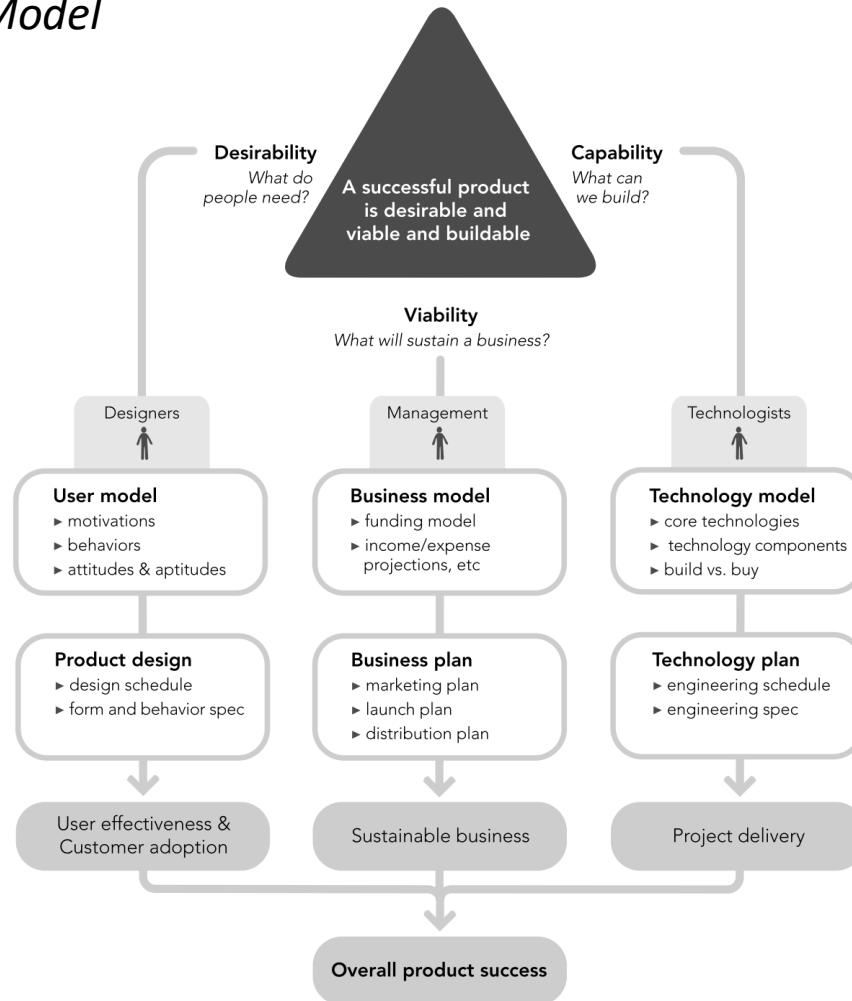 Model
Desirability
What do
people need?
Capability
What can
we build?
A successful product
is desirable and
viable and buildable
Viability
What will sustain a business?
Designers
User model
▸ motivations
▸ behaviors
▸ attitudes & aptitudes
Product design
▸ design schedule
▸ form and behavior spec
User effectiveness &
Customer adoption
Management
Business model
▸ funding model
▸ income/expense
projections, etc
Business plan
▸ marketing plan
▸ launch plan
▸ distribution plan
Sustainable business
Technologists
Technology model
▸ core technologies
▸ technology components
▸ build vs. buy
Technology plan
▸ engineering schedule
▸ engineering spec
Project delivery
Overall product success